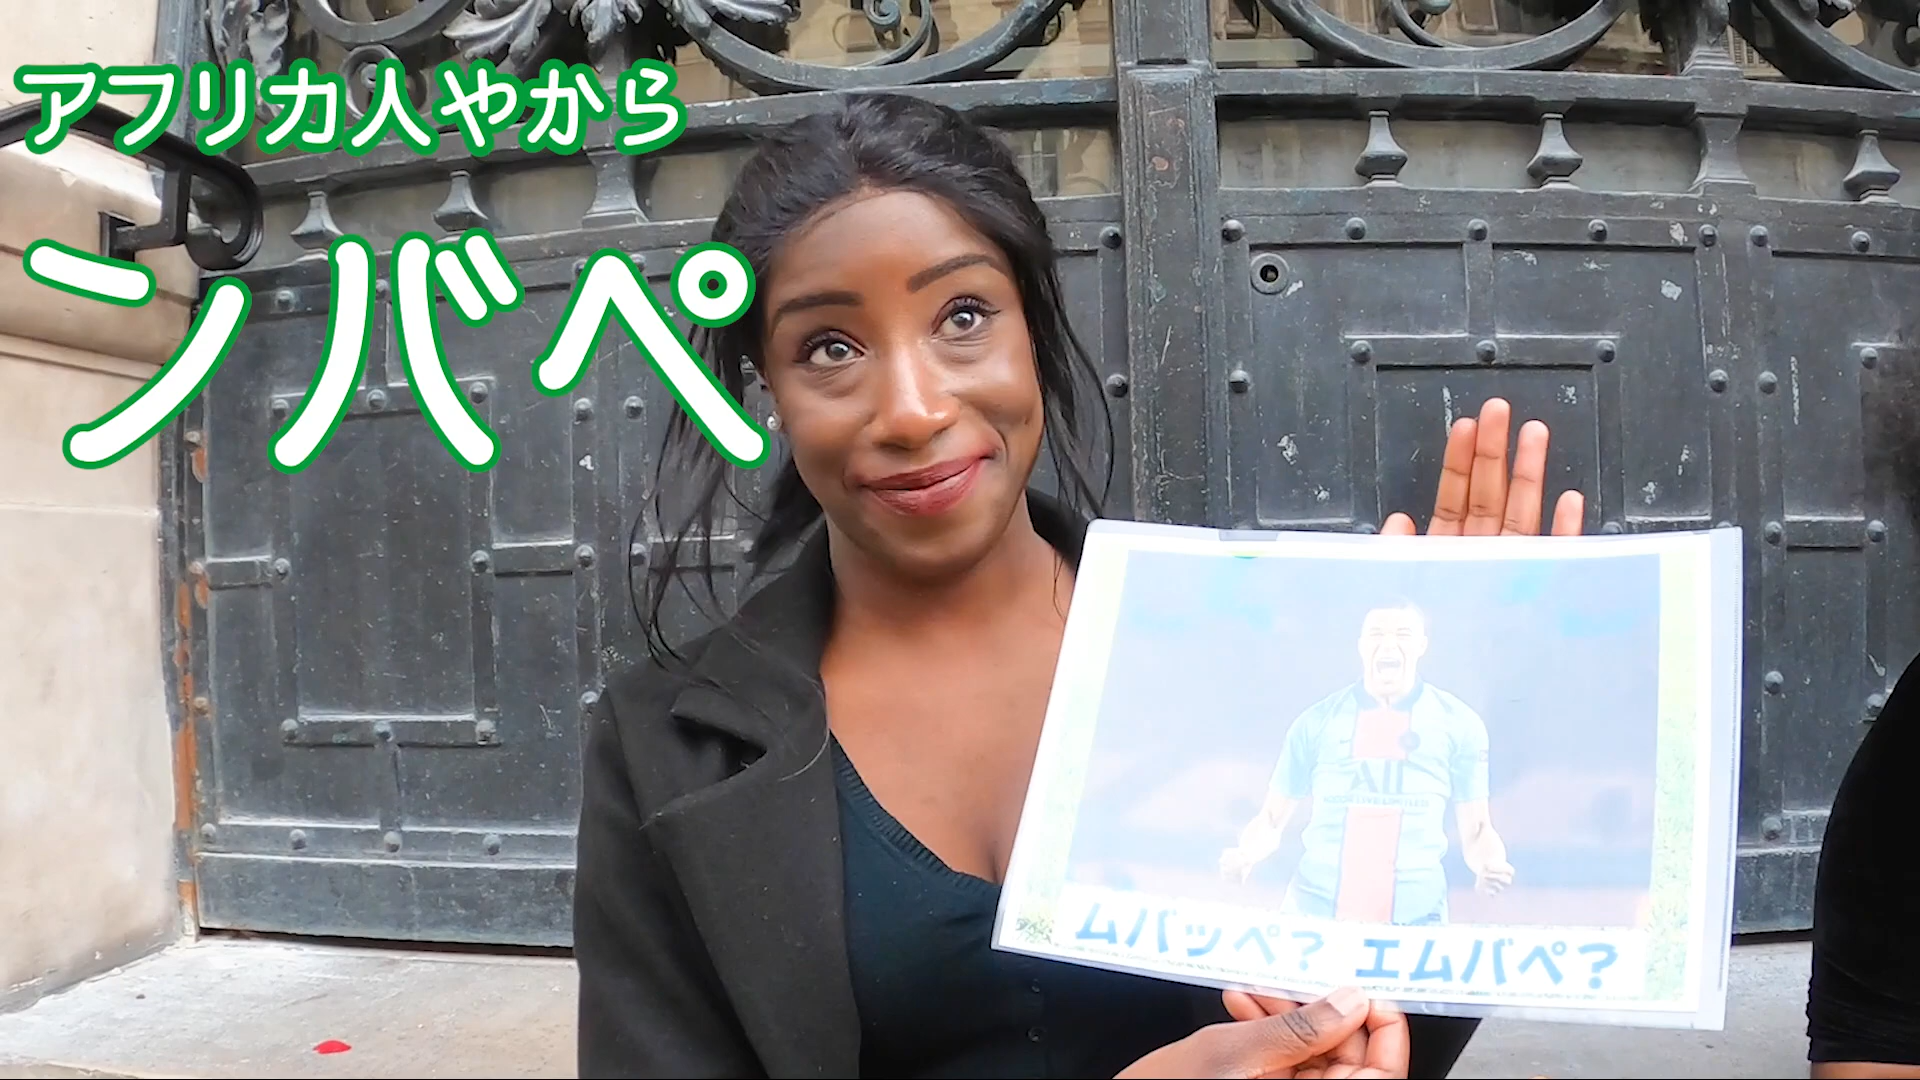 アフリカ人やから
ンバペ
ムバッペ? エムバペ?